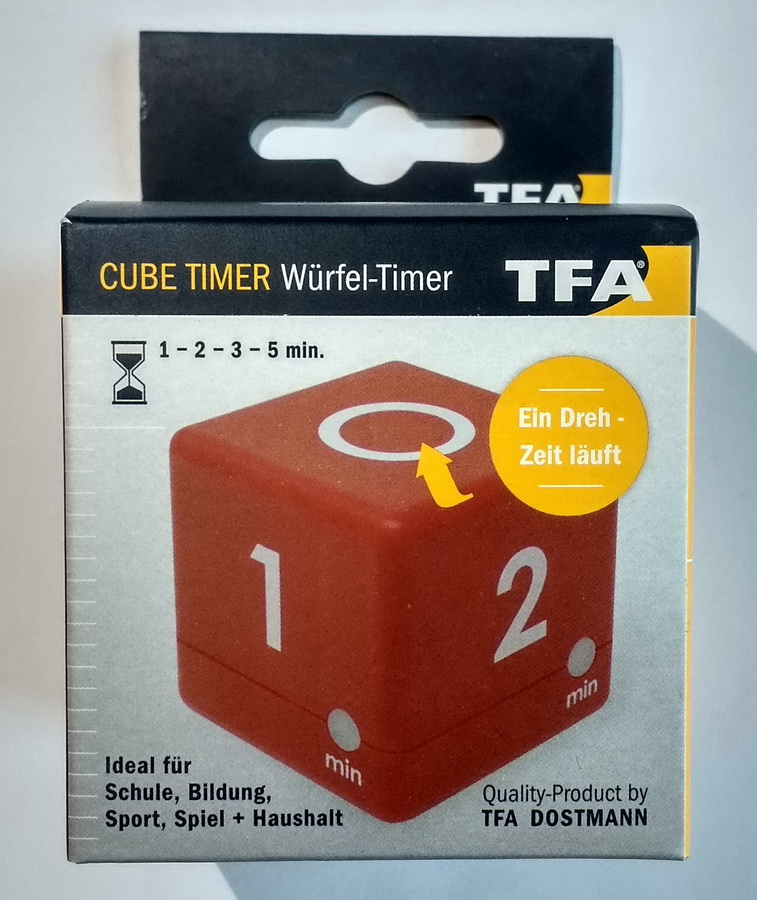 TFA
CUBE TIMER Würfel-Timer
TFA®
1 – 2 – 3 – 5 min.
Ein Dreh -
Zeit läuft
1
2
min
min
Ideal für
Schule, Bildung,
Sport, Spiel + Haushalt
Quality-Product by
TFA DOSTMANN